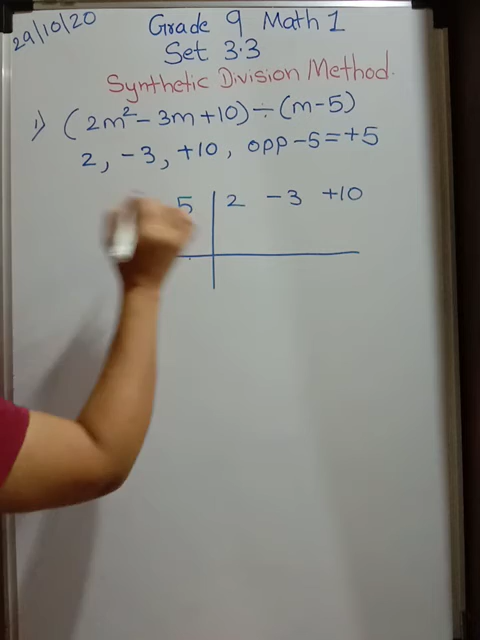 29/10/20
Grade 9 Math 1
Set 3.3
Synthetic Division Method.
1) (2m² - 3m + 10) ÷ (m - 5)
2, -3, +10, opp -5 = +5
5 | 2 -3 +10